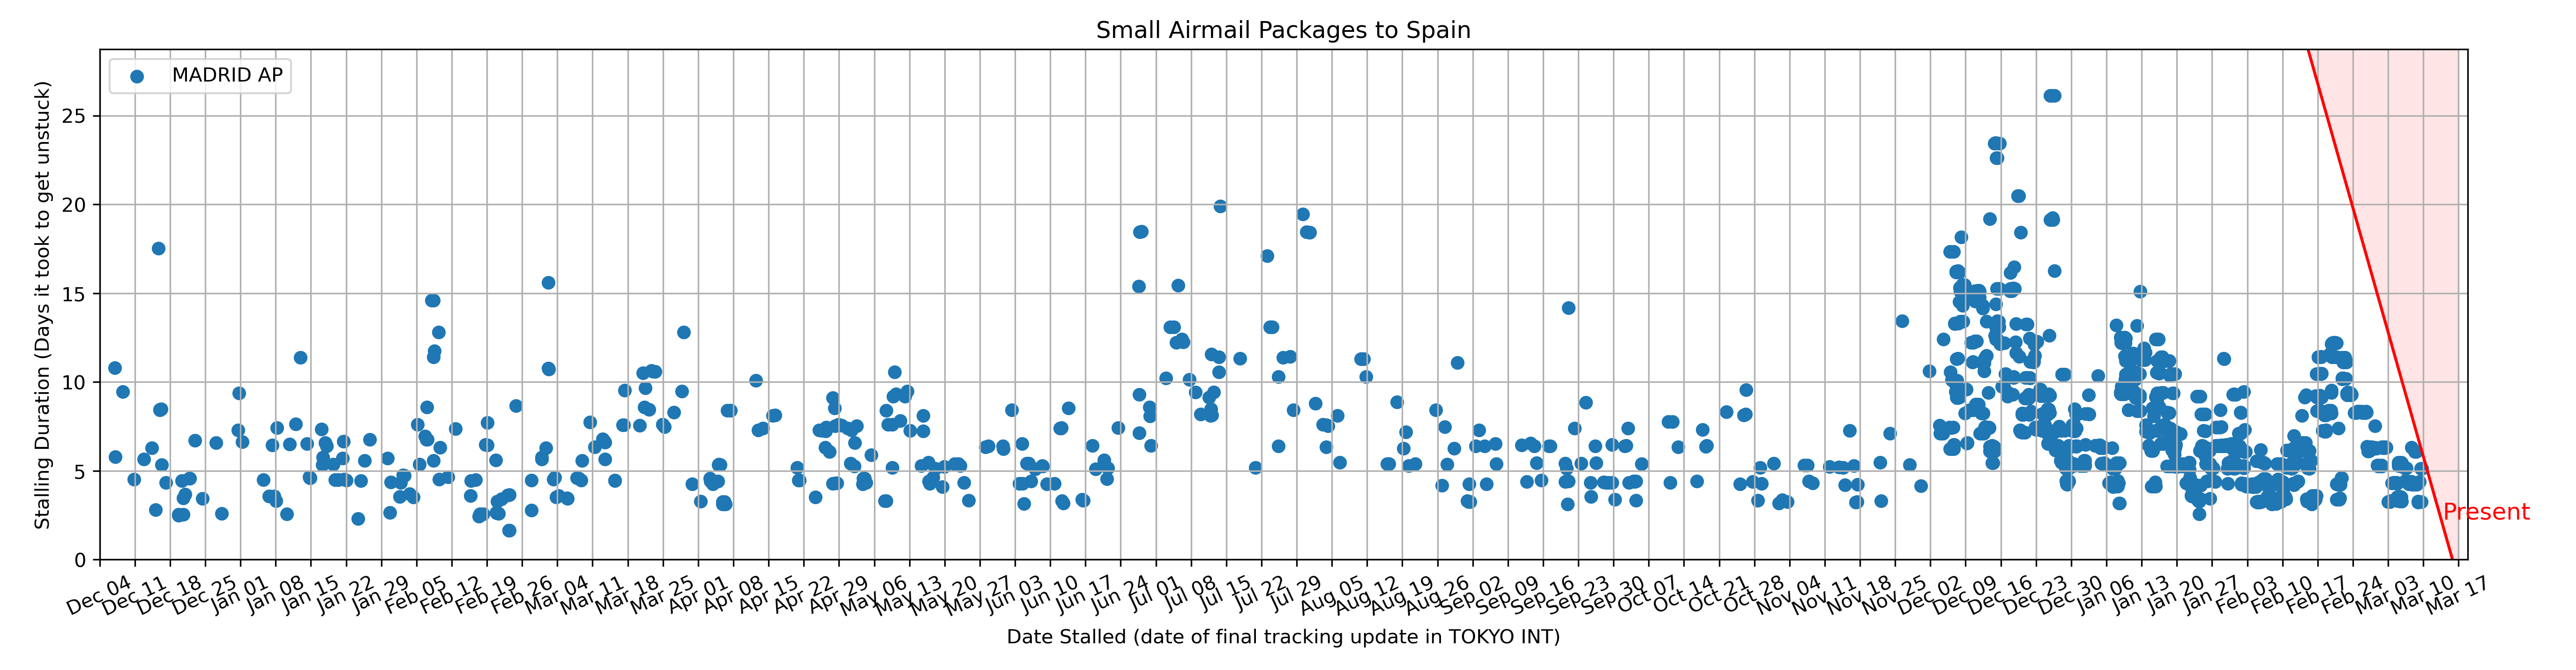 Small Airmail Packages to Spain
MADRID AP
Stalling Duration (Days it took to get unstuck)
25
20
15
10
5
0
Present
Dec 04
Dec 11
Dec 18
Dec 25
Jan 01
Jan 08
Jan 15
Jan 22
Jan 29
Feb 05
Feb 12
Feb 19
Feb 26
Mar 04
Mar 11
Mar 18
Mar 25
Apr 01
Apr 08
Apr 15
Apr 22
Apr 29
May 06
May 13
May 20
May 27
Jun 03
Jun 10
Jun 17
Jun 24
Jul 01
Jul 08
Jul 15
Jul 22
Jul 29
Aug 05
Aug 12
Aug 19
Aug 26
Sep 02
Sep 09
Sep 16
Sep 23
Sep 30
Oct 07
Oct 14
Oct 21
Oct 28
Nov 04
Nov 11
Nov 18
Nov 25
Dec 02
Dec 09
Dec 16
Dec 23
Dec 30
Jan 06
Jan 13
Jan 20
Jan 27
Feb 03
Feb 10
Feb 17
Feb 24
Mar 03
Mar 10
Mar 17
Date Stalled (date of final tracking update in TOKYO INT)